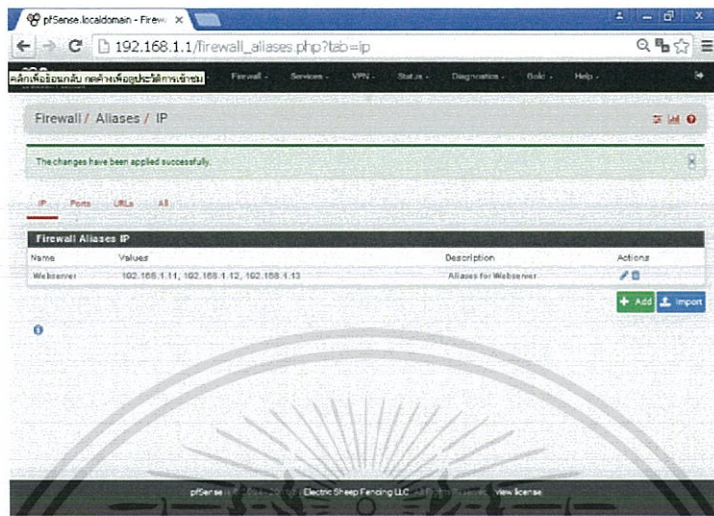 pfSense.localdomain - Firew
192.168.1.1/firewall_aliases.php?tab=ip
คลิกเพื่อย้อนกลับ กดค้างเพื่อดูประวัติการเข้าชม
Firewall Services VPN Status Diagnostics Gold Help
Firewall / Aliases / IP
The changes have been applied successfully.
IP Ports URLs All
Firewall Aliases IP
Name Values Description Actions
Webserver 192.168.1.11, 192.168.1.12, 192.168.1.13 Aliases for Webserver
Add Import
pfSense Electric Sheep Fencing LLC view license